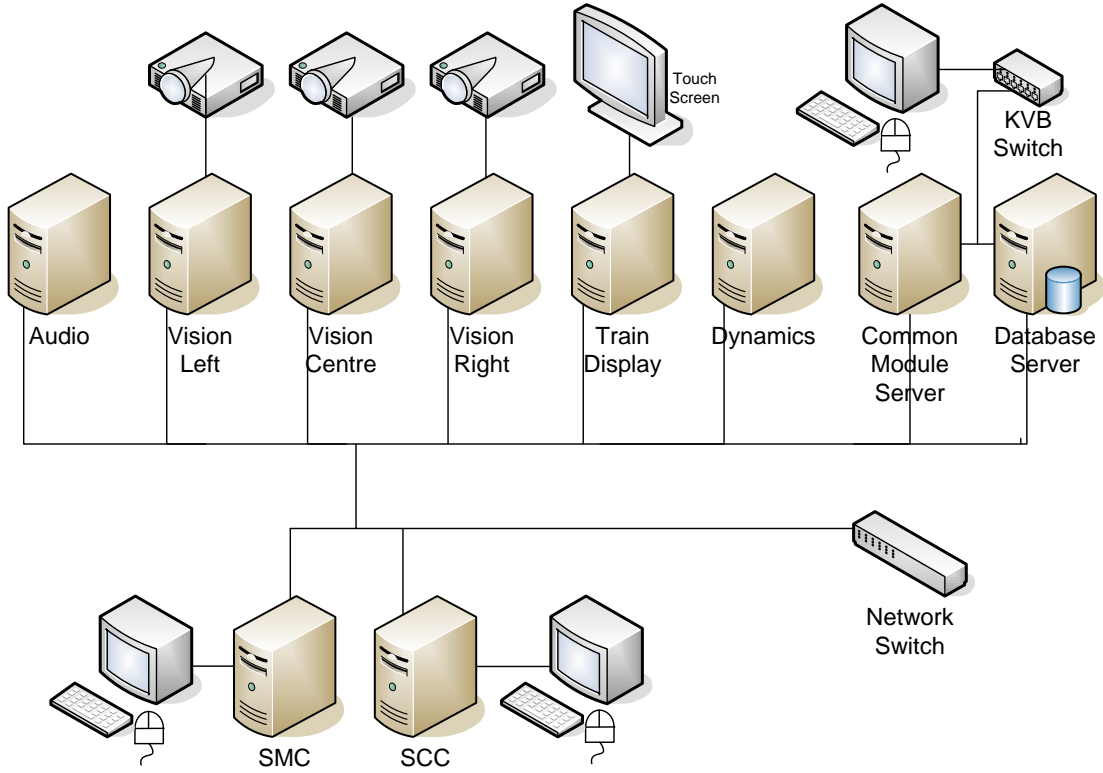 Touch
Screen
KVB
Switch
Audio
Vision
Left
Vision
Centre
Vision
Right
Train
Display
Dynamics
Common
Module
Server
Database
Server
Network
Switch
SMC
SCC